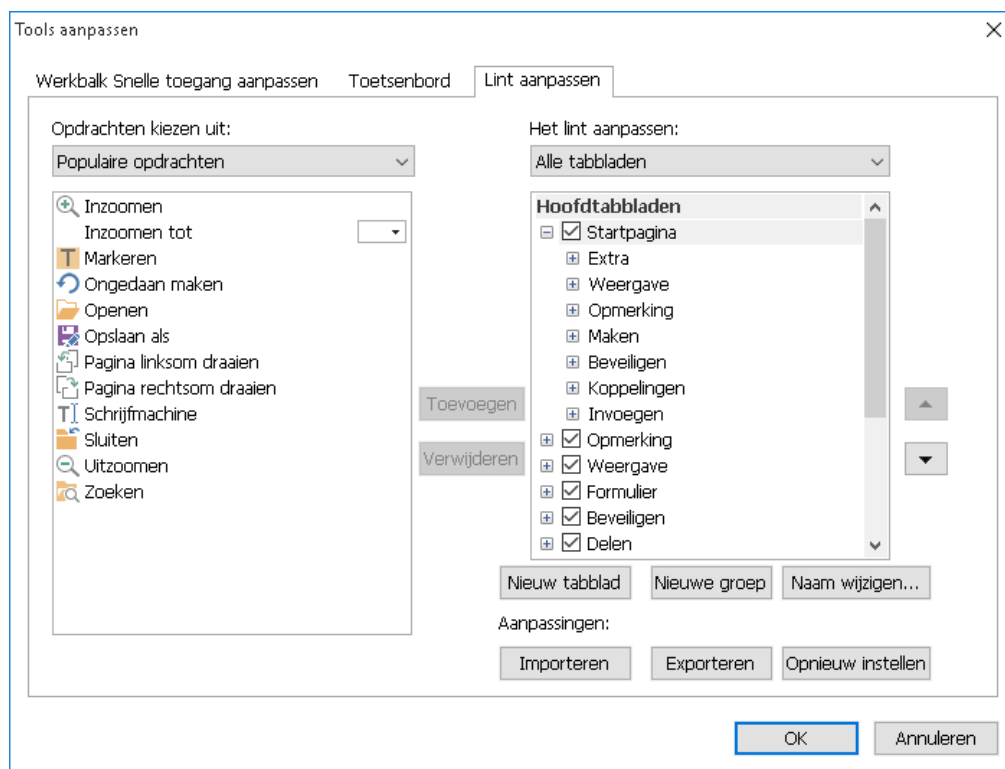 Tools aanpassen
Werkbalk Snelle toegang aanpassen
Toetsenbord
Lint aanpassen
Opdrachten kiezen uit:
Populaire opdrachten
Inzoomen
Inzoomen tot
Markeren
Ongedaan maken
Openen
Opslaan als
Pagina linksom draaien
Pagina rechtsom draaien
Schrijfmachine
Sluiten
Uitzoomen
Zoeken
Toevoegen
Verwijderen
Het lint aanpassen:
Alle tabbladen
Hoofdtabbladen
Startpagina
Extra
Weergave
Opmerking
Maken
Beveiligen
Koppelingen
Invoegen
Opmerking
Weergave
Formulier
Beveiligen
Delen
Nieuw tabblad
Nieuwe groep
Naam wijzigen...
Aanpassingen:
Importeren
Exporteren
Opnieuw instellen
OK
Annuleren